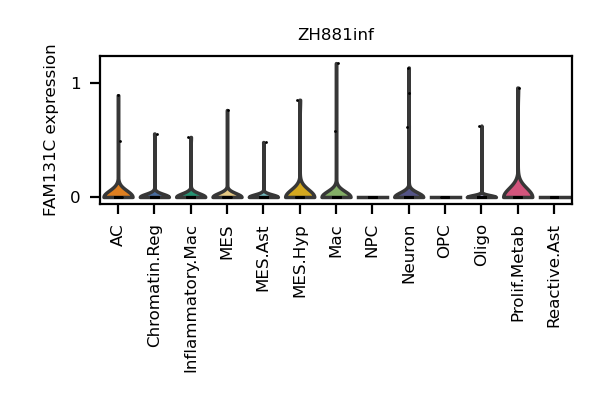 ZH881inf
FAM131C expression
1
0
AC
Chromatin.Reg
Inflammatory.Mac
MES
MES.Ast
MES.Hyp
Mac
NPC
Neuron
OPC
Oligo
Prolif.Metab
Reactive.Ast